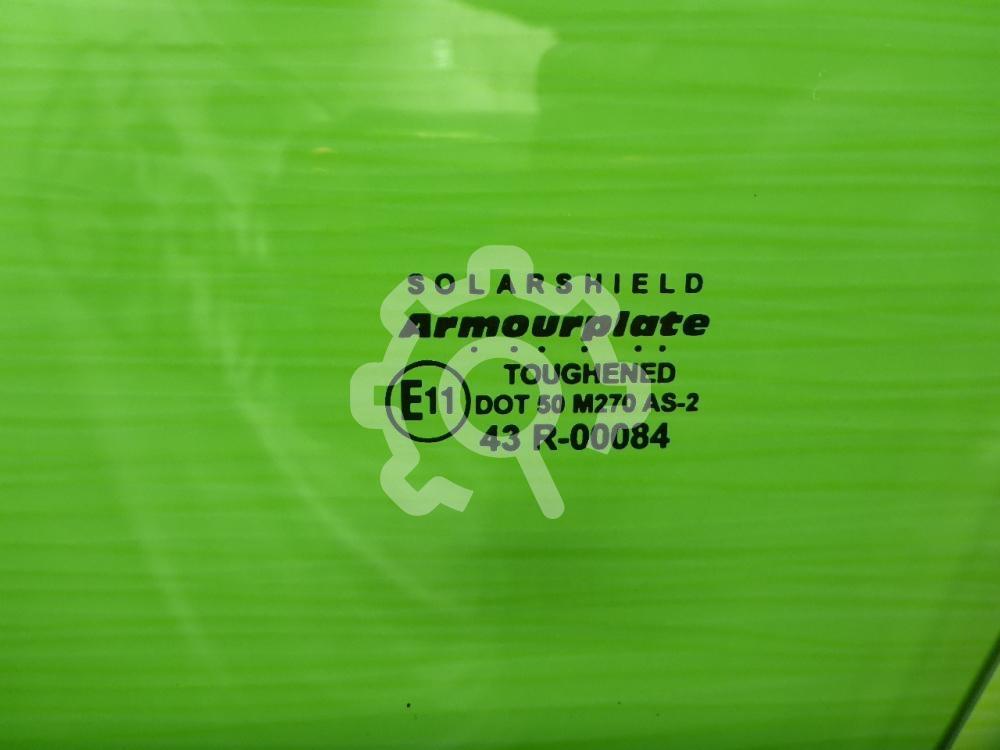 SOLARSHIELD
Armourplate
TOUGHENED
E11 DOT 50 M270 AS-2
43 R-00084